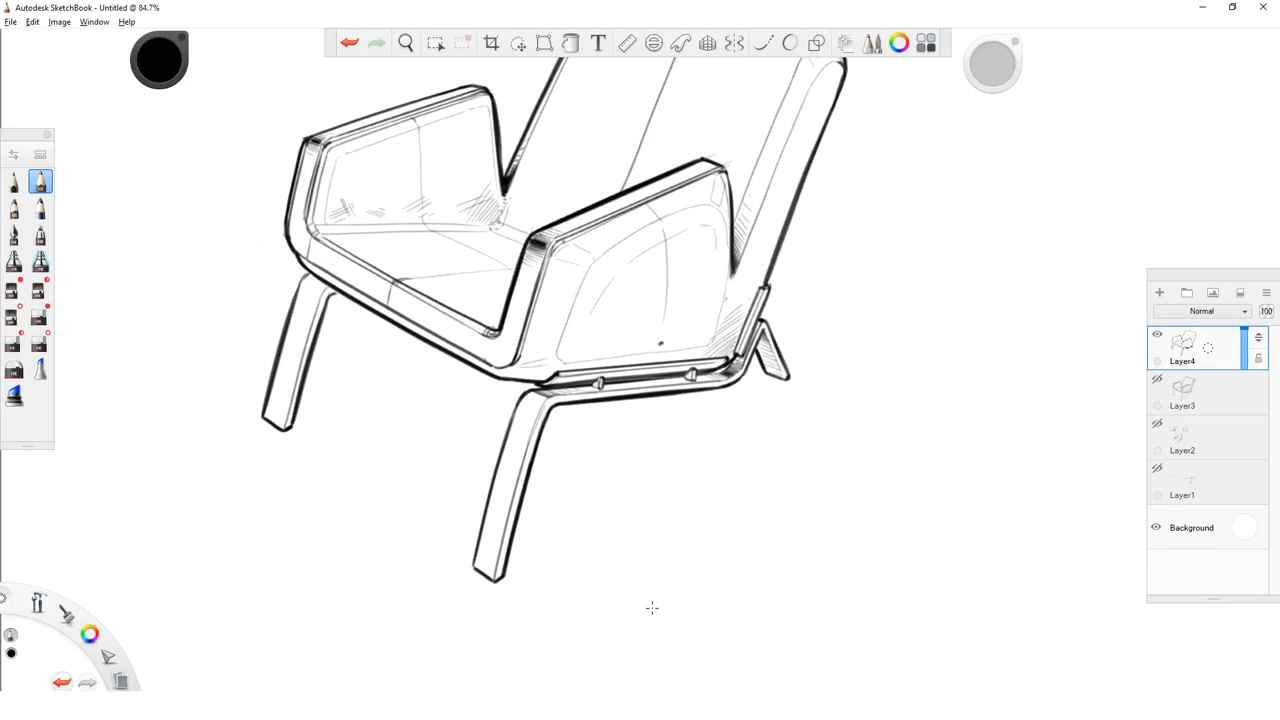 Autodesk SketchBook - Untitled @ 84.7%
File Edit Image Window Help
Normal
100
Layer4
Layer3
Layer2
Layer1
Background